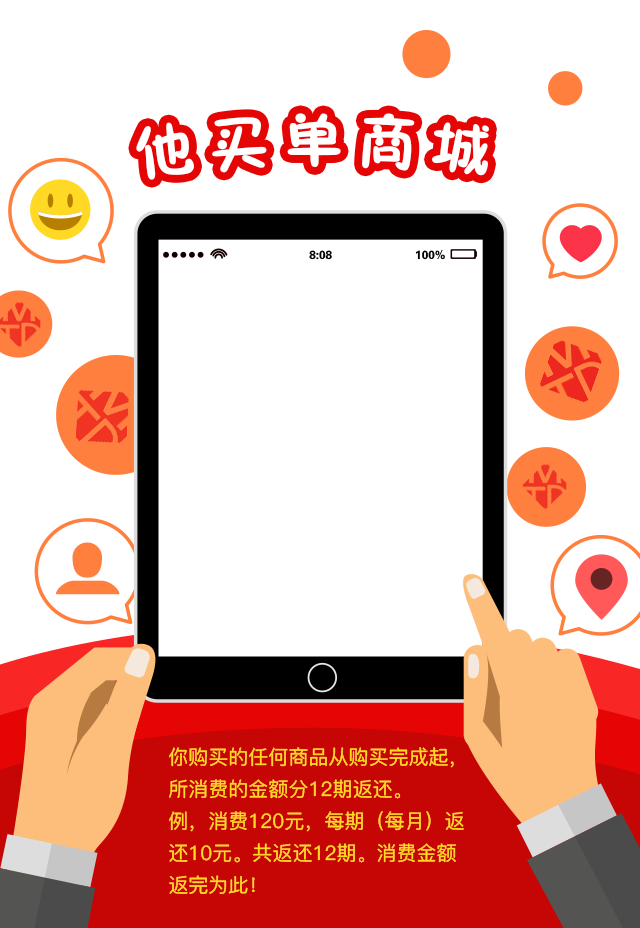 他买单商城
8:08
100%
你购买的任何商品从购买完成起,
所消费的金额分12期返还。
例,消费120元,每期（每月）返
还10元。共返还12期。消费金额
返完为此!